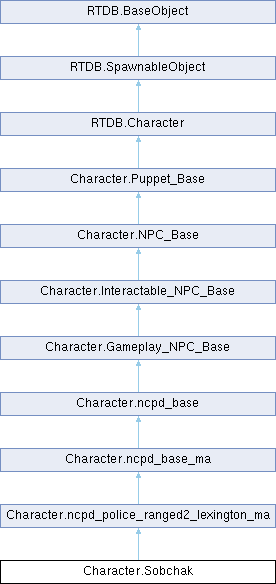 RTDB.BaseObject
RTDB.SpawnableObject
RTDB.Character
Character.Puppet_Base
Character.NPC_Base
Character.Interactable_NPC_Base
Character.Gameplay_NPC_Base
Character.ncpd_base
Character.ncpd_base_ma
Character.ncpd_police_ranged2_lexington_ma
Character.Sobchak